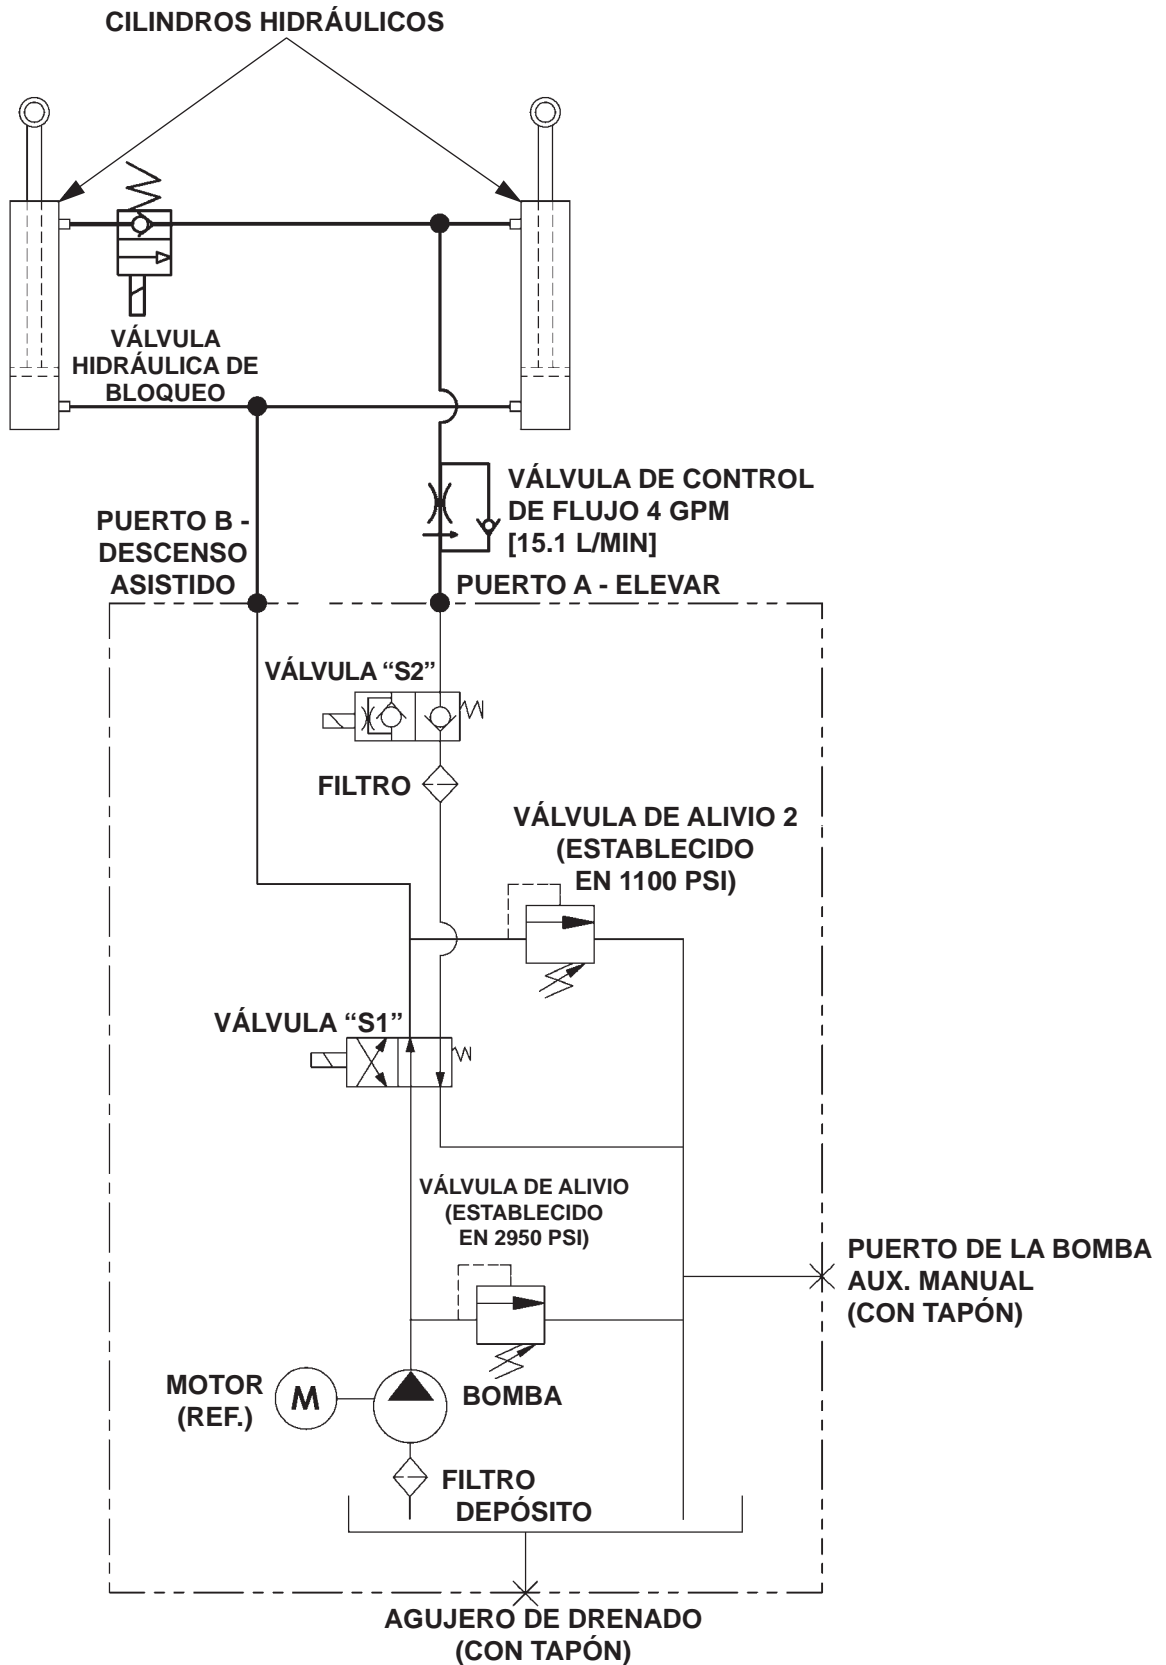 CILINDROS HIDRÁULICOS
VÁLVULA
HIDRÁULICA DE
BLOQUEO
VÁLVULA DE CONTROL
DE FLUJO 4 GPM
[15.1 L/MIN]
PUERTO B -
DESCENSO
ASISTIDO
PUERTO A - ELEVAR
VÁLVULA “S2”
FILTRO
VÁLVULA DE ALIVIO 2
(ESTABLECIDO
EN 1100 PSI)
VÁLVULA “S1”
VÁLVULA DE ALIVIO
(ESTABLECIDO
EN 2950 PSI)
PUERTO DE LA BOMBA
AUX. MANUAL
(CON TAPÓN)
MOTOR
(REF.)
M
BOMBA
FILTRO
DEPÓSITO
AGUJERO DE DRENADO
(CON TAPÓN)